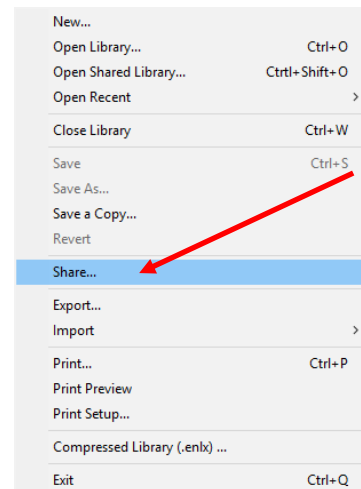 New...
Open Library... Ctrl+O
Open Shared Library... Ctrtl+Shift+O
Open Recent >
Close Library Ctrl+W
Save Ctrl+S
Save As...
Save a Copy...
Revert
Share...
Export...
Import >
Print... Ctrl+P
Print Preview
Print Setup...
Compressed Library (.enlx) ...
Exit Ctrl+Q